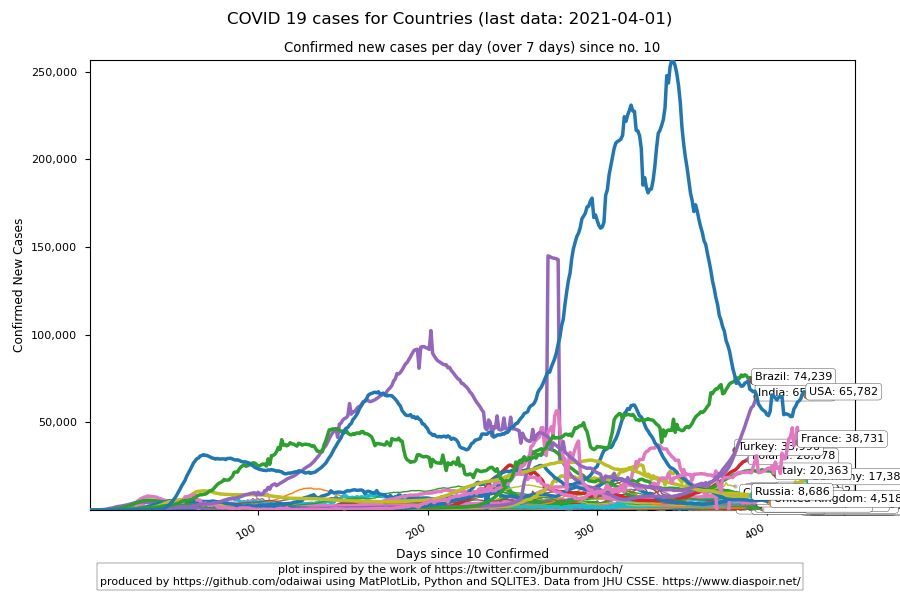 COVID 19 cases for Countries (last data: 2021-04-01)
Confirmed new cases per day (over 7 days) since no. 10
250,000
200,000
150,000
100,000
50,000
Confirmed New Cases
Brazil: 74,239
USA: 65,782
France: 38,731
Turkey:
Italy: 20,363
Russia: 8,686
100
200
300
400
Days since 10 Confirmed
plot inspired by the work of https://twitter.com/jburnmurdoch/
produced by https://github.com/odaiwai using MatPlotLib, Python and SQLITE3. Data from JHU CSSE. https://www.diaspoir.net/